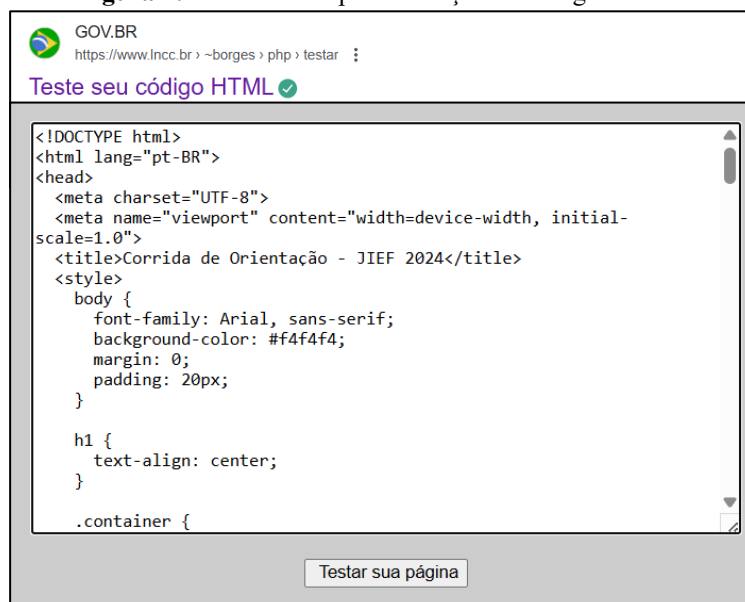 GOV.BR
https://www.lncc.br › ~borges › php › testar
Teste seu código HTML
<!DOCTYPE html>
<html lang="pt-BR">
<head>
  <meta charset="UTF-8">
  <meta name="viewport" content="width=device-width, initial-
scale=1.0">
  <title>Corrida de Orientação - JIEF 2024</title>
  <style>
    body {
      font-family: Arial, sans-serif;
      background-color: #f4f4f4;
      margin: 0;
      padding: 20px;
    }
    h1 {
      text-align: center;
    }
    .container {
Testar sua página